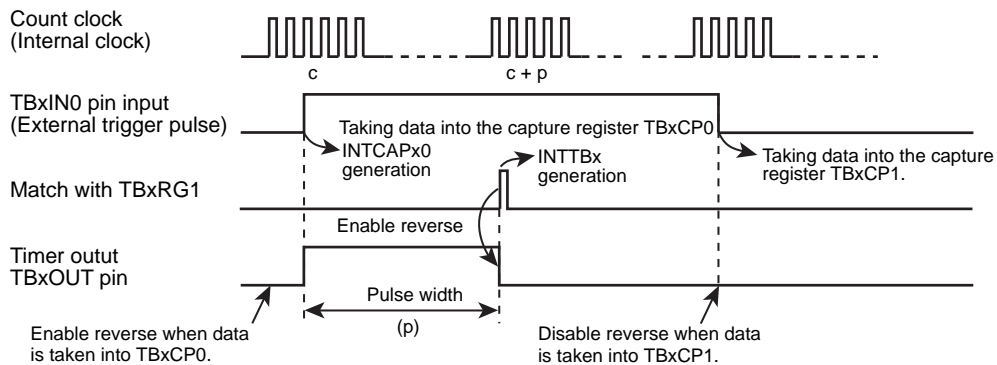 Count clock
(Internal clock)
c
c + p
TBxIN0 pin input
(External trigger pulse)
Taking data into the capture register TBxCP0
INTCAPx0
generation
INTTBx
generation
Taking data into the capture
register TBxCP1.
Match with TBxRG1
Enable reverse
Timer outut
TBxOUT pin
Pulse width
(p)
Enable reverse when data
is taken into TBxCP0.
Disable reverse when data
is taken into TBxCP1.